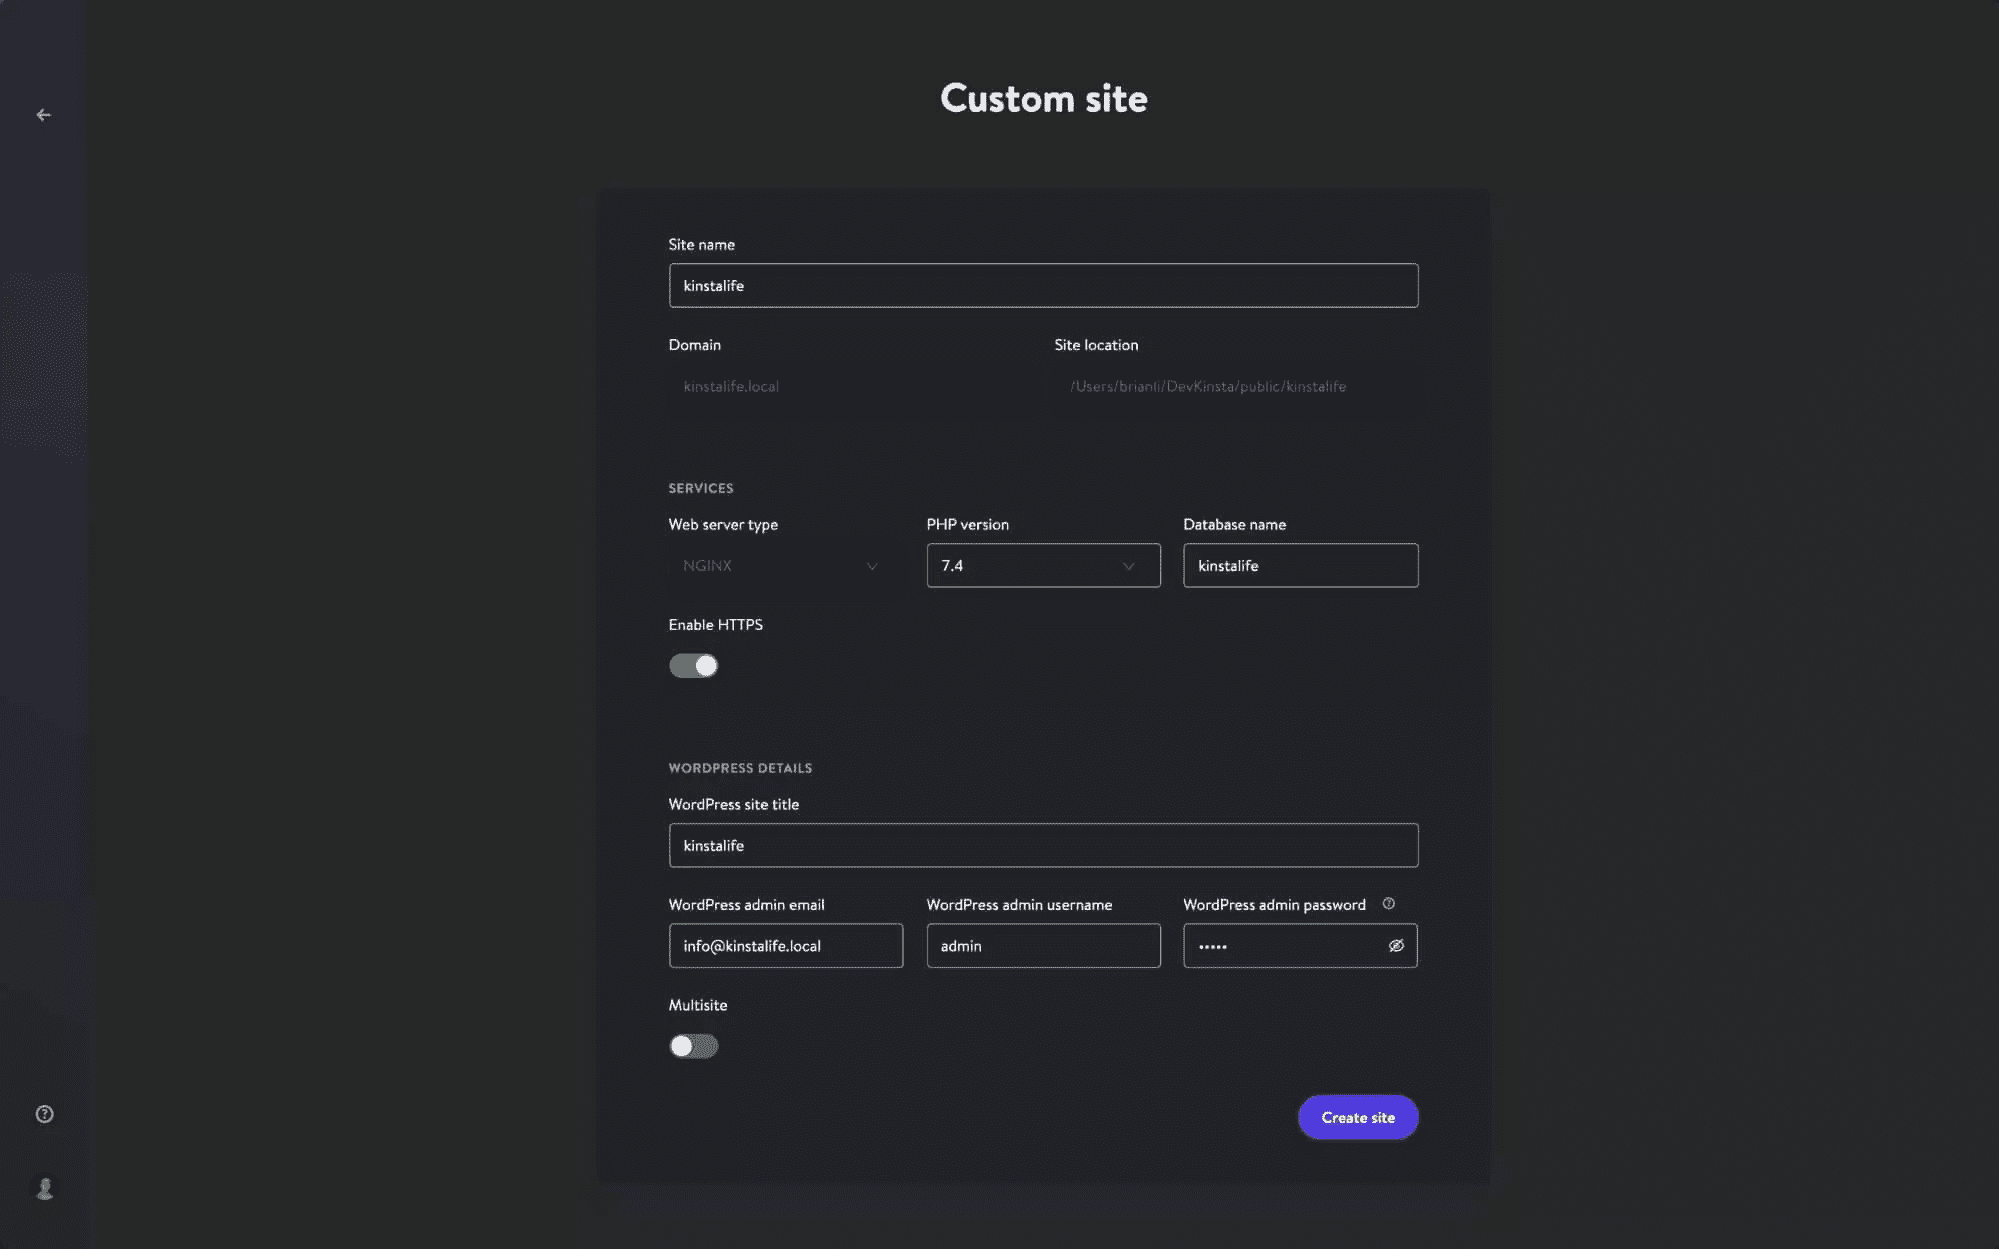 Custom site
Site name
kinstalife
Domain
Site location
kinstalife.local
/Users/brianli/DevKinsta/public/kinstalife
SERVICES
Web server type
PHP version
Database name
NGINX
7.4
kinstalife
Enable HTTPS
WORDPRESS DETAILS
WordPress site title
kinstalife
WordPress admin email
WordPress admin username
WordPress admin password
info@kinstalife.local
admin
•••••
Multisite
Create site